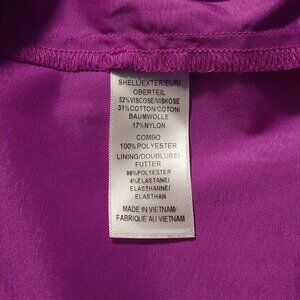 SHELL/EXTERIEUR/
OBERTEIL
52%VISCOSE/VISKOSE
31%COTTON/COTON/
BAUMWOLLE
17%NYLON
COMBO
100%POLYESTER
LINING/DOUBLURE/
FUTTER
96%POLYESTER
4%ELASTANE/
ELASTHANNE/
ELASTHAN
MADE IN VIETNAM/
FABRIQUÉ AU VIETNAM